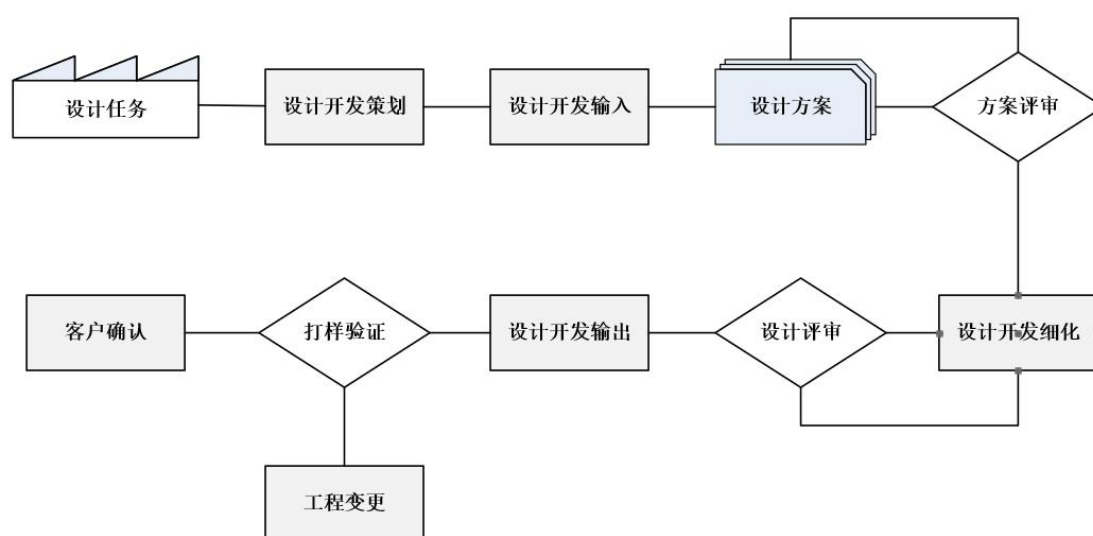 设计任务
设计开发策划
设计开发输入
设计方案
方案评审
客户确认
打样验证
设计开发输出
设计评审
设计开发细化
工程变更